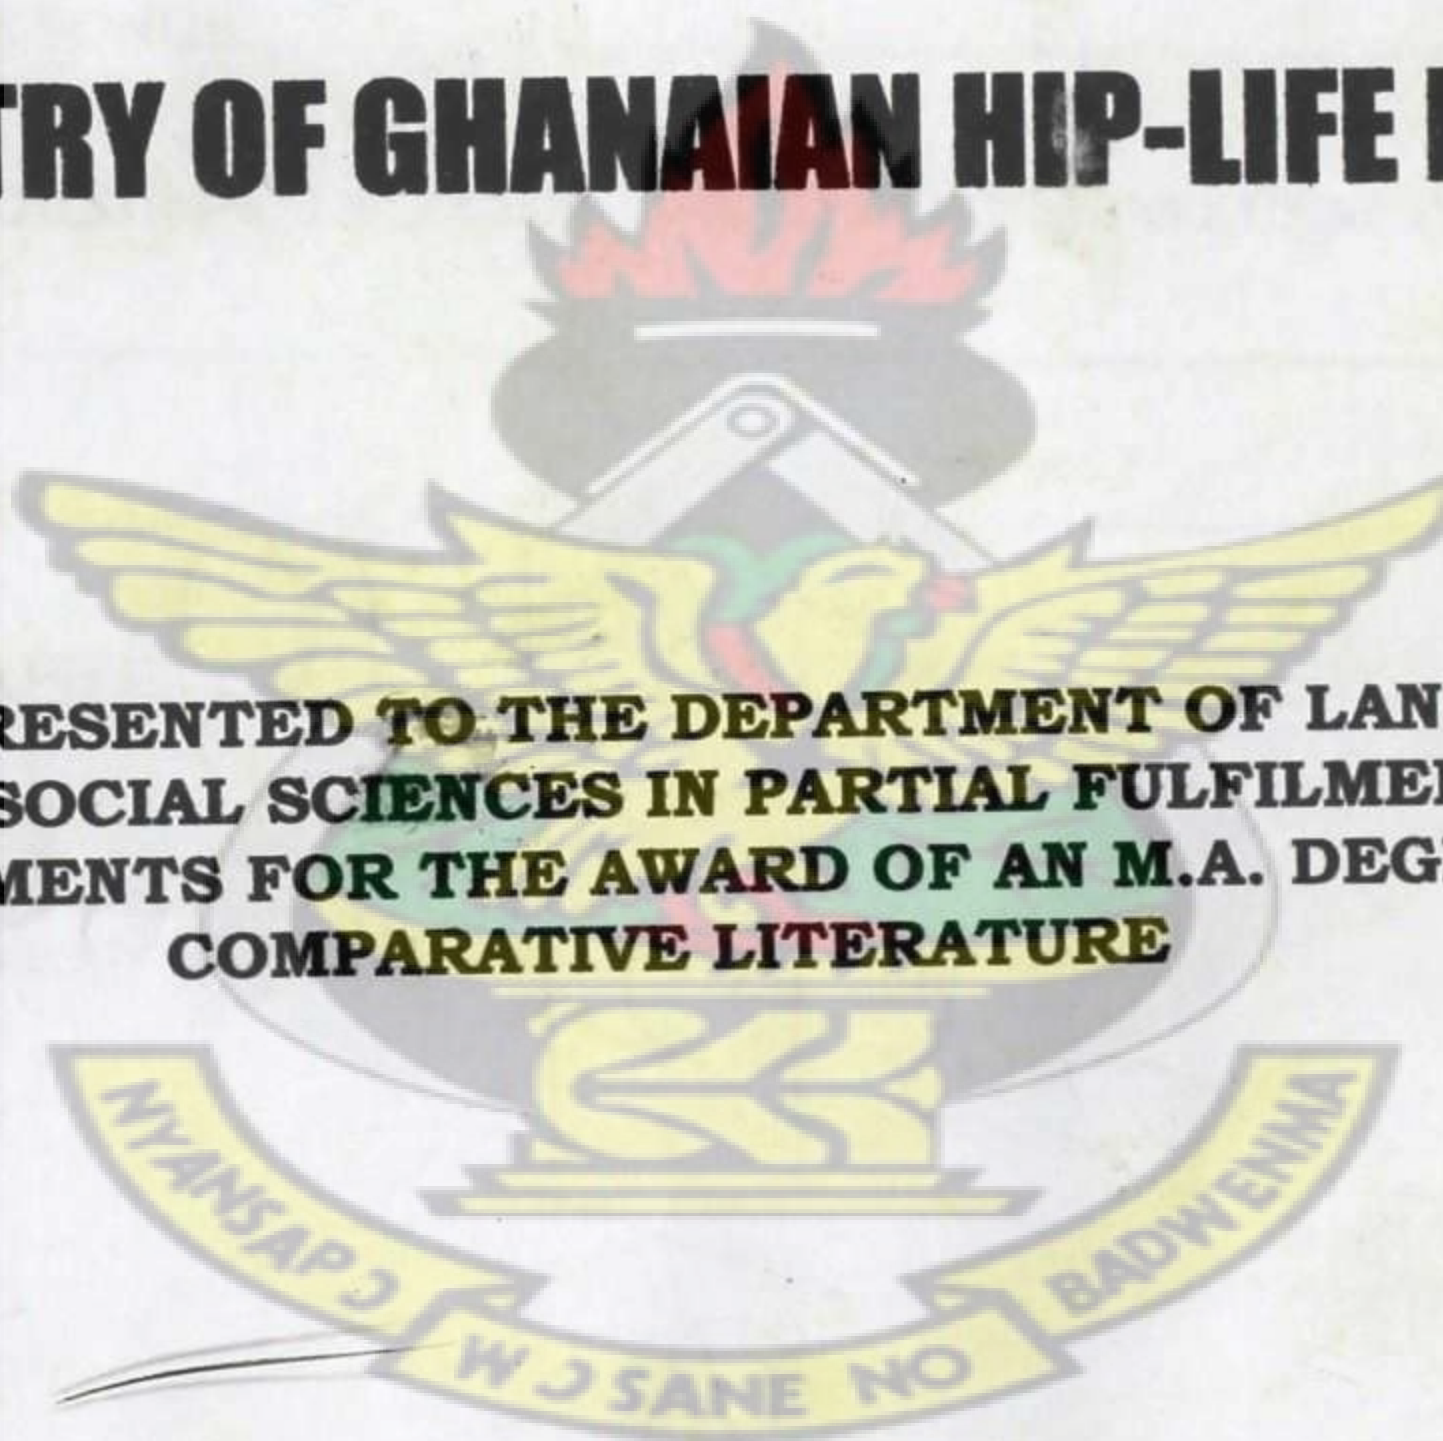 TRY OF GHANAIAN HIP-LIFE
RESENTED TO THE DEPARTMENT OF LAN
SOCIAL SCIENCES IN PARTIAL FULFILME
MENTS FOR THE AWARD OF AN M.A. DEG
COMPARATIVE LITERATURE
NYANSAPƆ
WƆSANE NO
BADWENMA